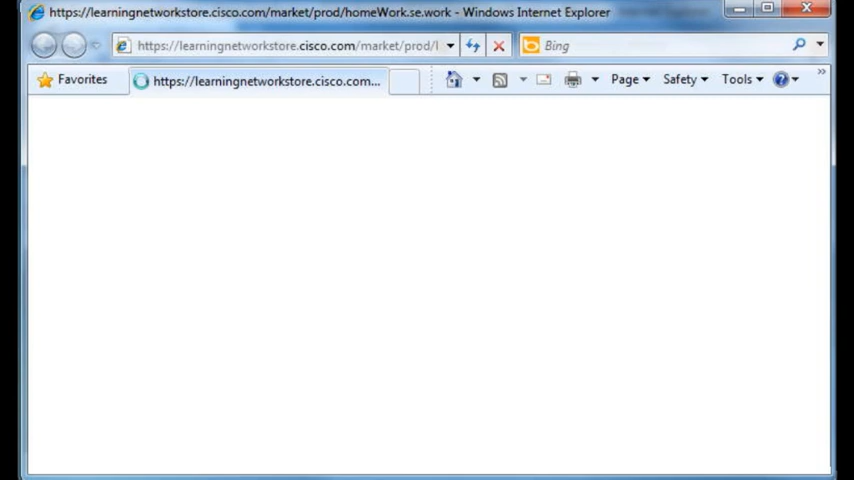 https://learningnetworkstore.cisco.com/market/prod/homeWork.se.work - Windows Internet Explorer
https://learningnetworkstore.cisco.com/market/prod/l Bing
Favorites https://learningnetworkstore.cisco.com... Page Safety Tools »